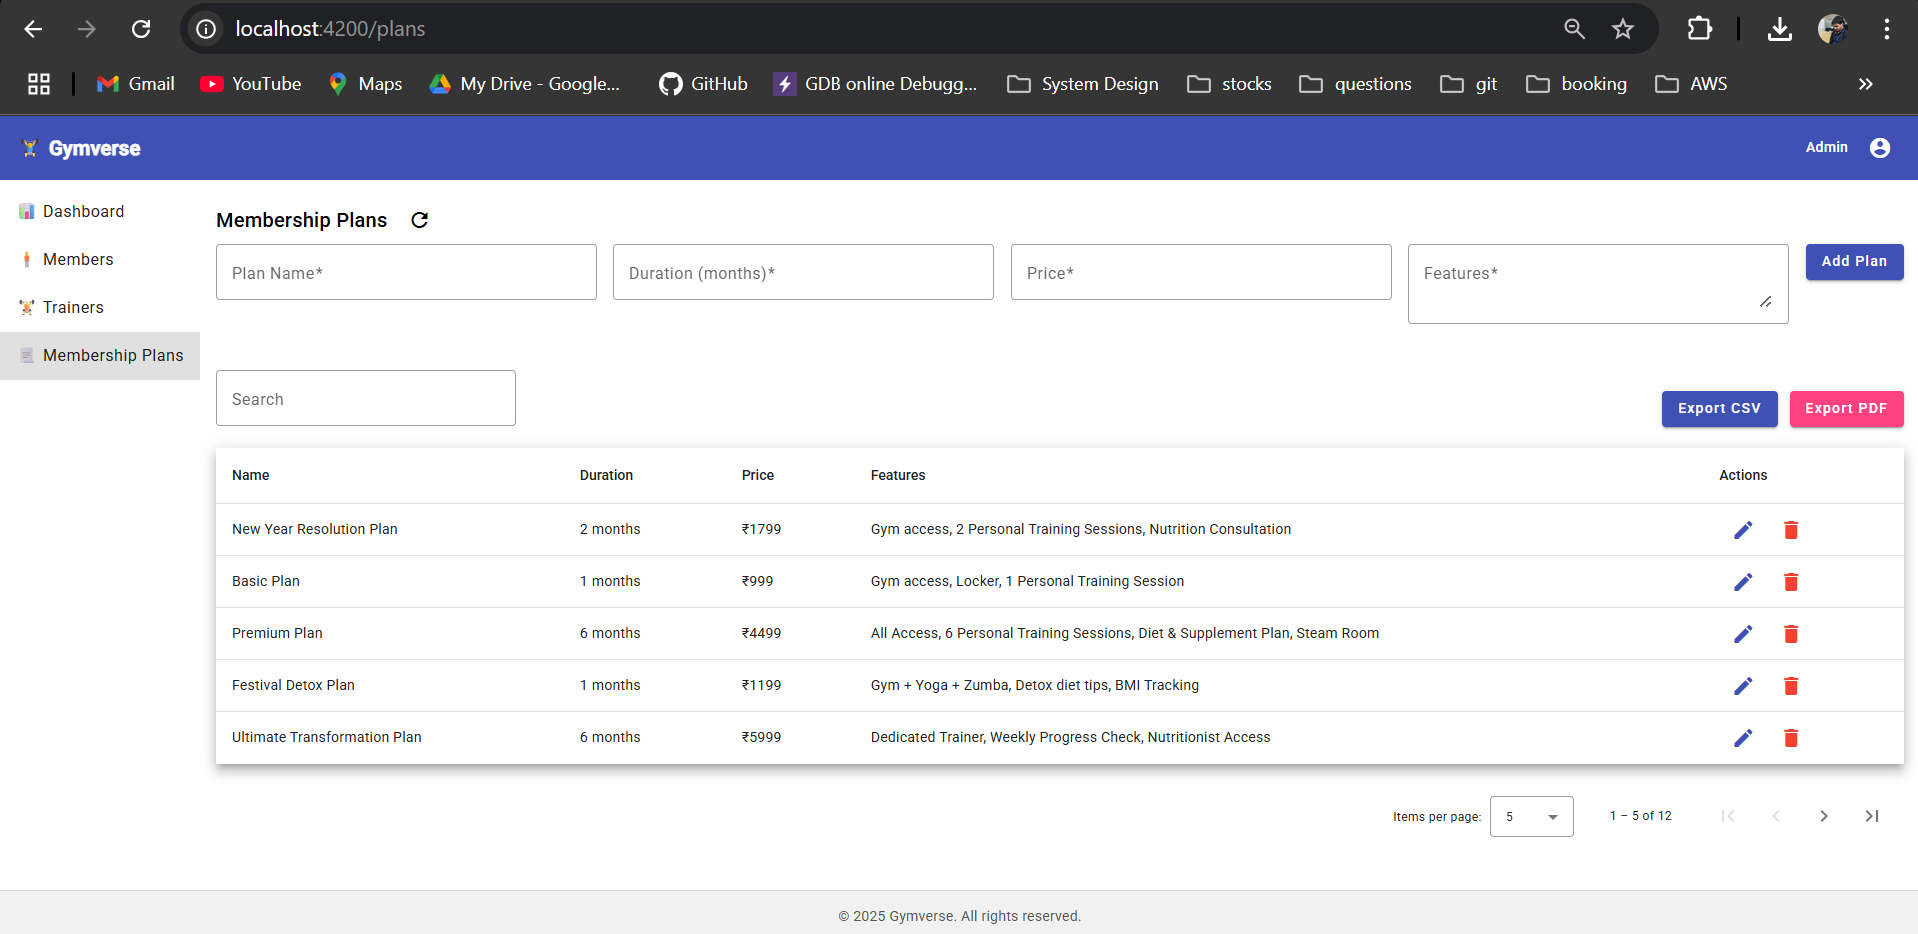 localhost:4200/plans
Gmail YouTube Maps My Drive - Google... GitHub GDB online Debugg... System Design stocks questions git booking AWS
Gymverse Admin
Dashboard
Members
Trainers
Membership Plans
Membership Plans
Plan Name* Duration (months)* Price* Features* Add Plan
Search Export CSV Export PDF
Name Duration Price Features Actions
New Year Resolution Plan 2 months ₹1799 Gym access, 2 Personal Training Sessions, Nutrition Consultation
Basic Plan 1 months ₹999 Gym access, Locker, 1 Personal Training Session
Premium Plan 6 months ₹4499 All Access, 6 Personal Training Sessions, Diet & Supplement Plan, Steam Room
Festival Detox Plan 1 months ₹1199 Gym + Yoga + Zumba, Detox diet tips, BMI Tracking
Ultimate Transformation Plan 6 months ₹5999 Dedicated Trainer, Weekly Progress Check, Nutritionist Access
Items per page: 5 1 – 5 of 12
© 2025 Gymverse. All rights reserved.